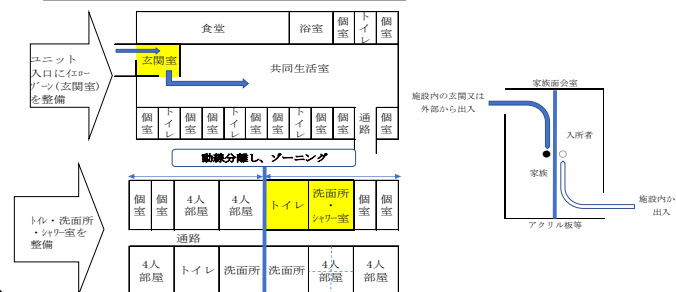 食堂
浴室
個室
トイレ
個室
ユニット
入口にイエロー
ゾーン(玄関室)
を整備
玄関室
共同生活室
個室
トイレ
個室
個室
トイレ
個室
個室
トイレ
個室
個室
通路
動線分離し、ゾーニング
個室
個室
4人
部屋
4人
部屋
トイレ
洗面所
・
シャワー室
個室
個室
トイレ・洗面所
・シャワー室を
整備
通路
4人
部屋
トイレ
洗面所
洗面所
4人
部屋
4人
部屋
家族面会室
施設内の玄関又は
外部から出入
入所者
家族
施設内か
出入
アクリル板等